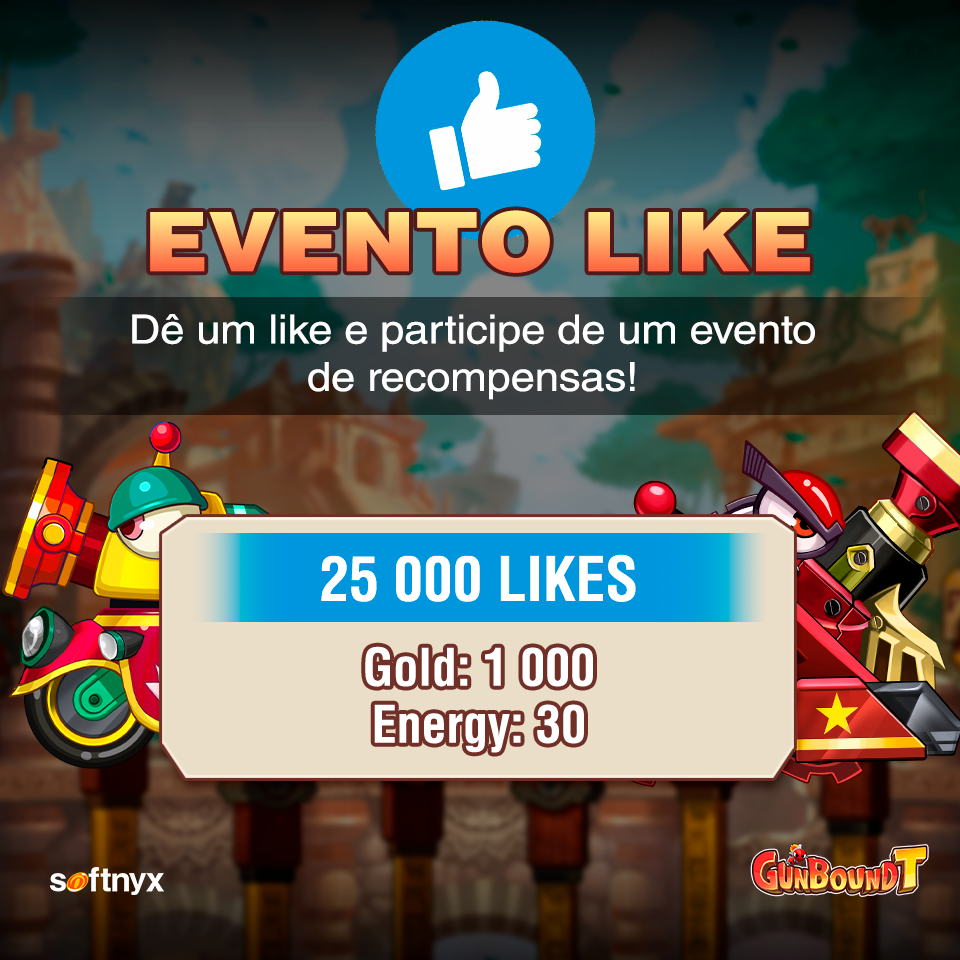 EVENTO LIKE
Dê um like e participe de um evento
de recompensas!
25 000 LIKES
Gold: 1 000
Energy: 30
softnyx
GUNBOUND T